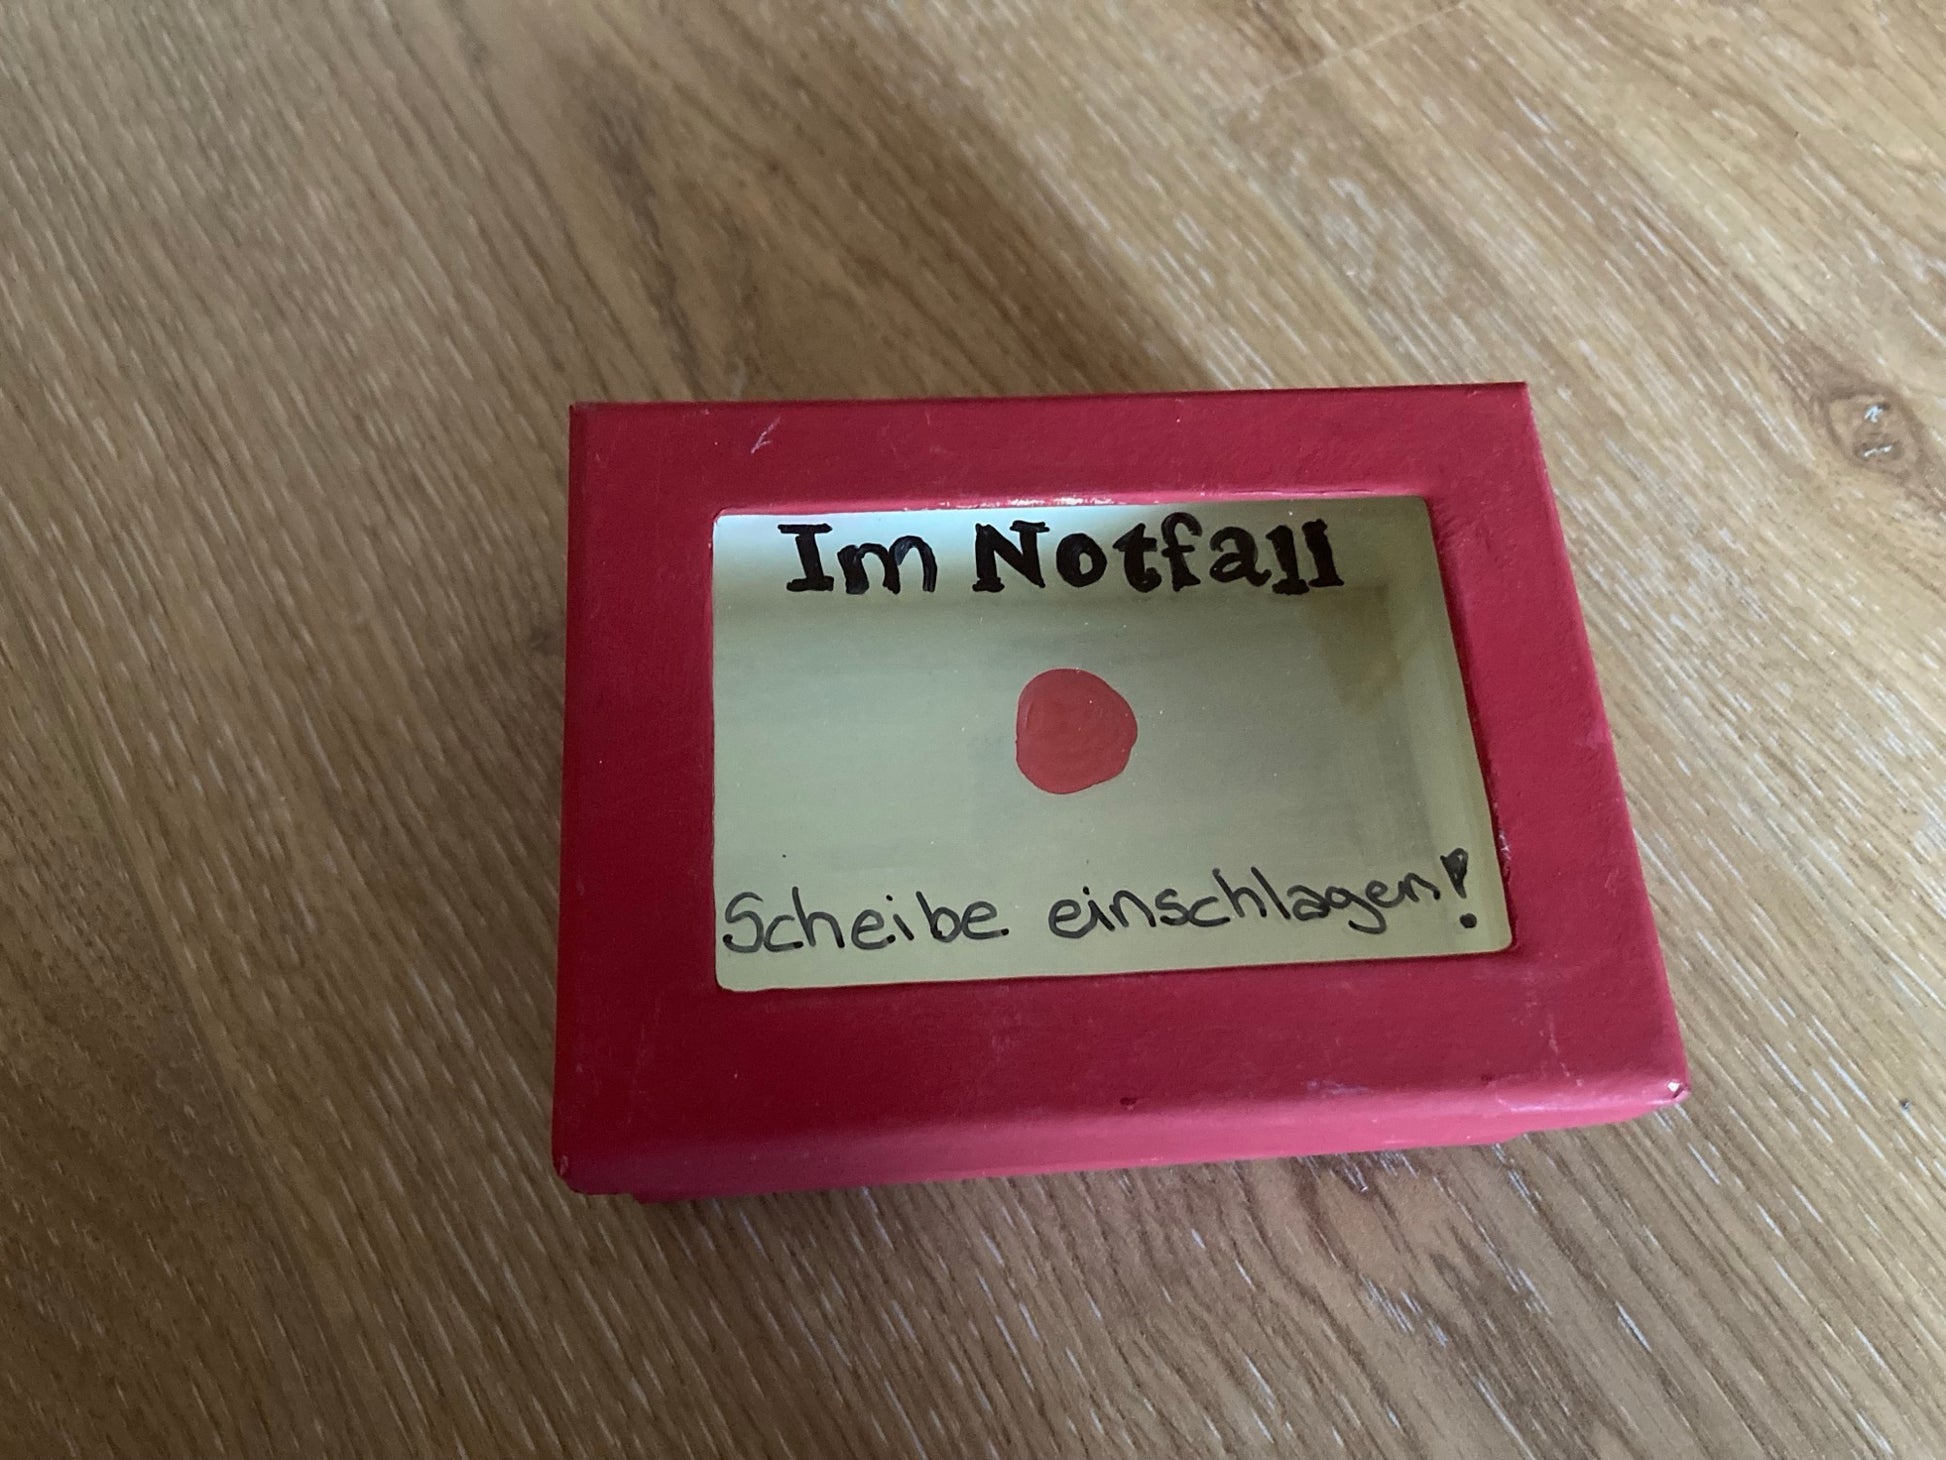 Im Notfall
Scheibe einschlagen!